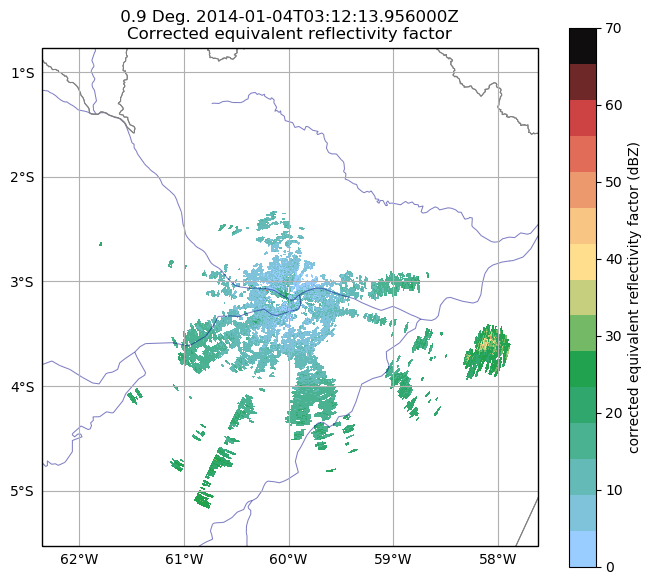 0.9 Deg. 2014-01-04T03:12:13.956000Z
Corrected equivalent reflectivity factor
1°S
2°S
3°S
4°S
5°S
62°W 61°W 60°W 59°W 58°W
70
60
50
40
30
20
10
0
corrected equivalent reflectivity factor (dBZ)